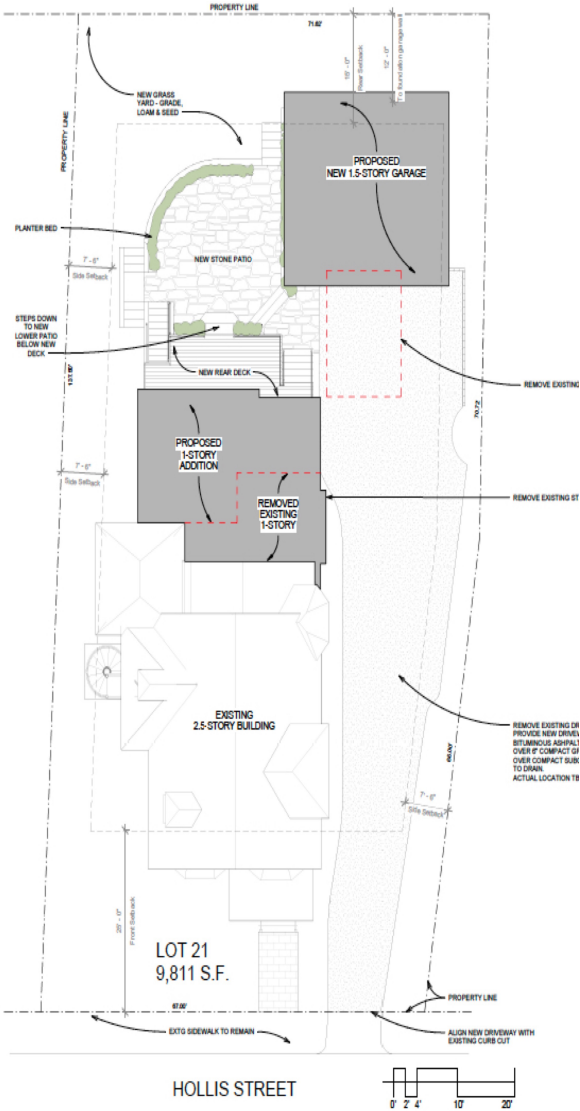 PROPERTY LINE
71.82'
15' - 0"
Rear Setback
12' - 0"
To foundation garage wall
NEW GRASS
YARD - GRADE,
LOAM & SEED
PROPERTY LINE
PROPOSED
NEW 1.5-STORY GARAGE
PLANTER BED
NEW STONE PATIO
7' - 6"
Side Setback
STEPS DOWN
TO NEW
LOWER PATIO
BELOW NEW
DECK
NEW REAR DECK
REMOVE EXISTING
70.72
PROPOSED
1-STORY
ADDITION
7' - 6"
Side Setback
REMOVED
EXISTING
1-STORY
REMOVE EXISTING ST
EXISTING
2.5-STORY BUILDING
REMOVE EXISTING DR
PROVIDE NEW DRIVEW
BITUMINOUS ASHPALT
OVER 6" COMPACT GR
OVER COMPACT SUBG
TO DRAIN.
ACTUAL LOCATION TB
66.00'
7' - 6"
Side Setback
25' - 0"
Front Setback
LOT 21
9,811 S.F.
67.00'
PROPERTY LINE
EXTG SIDEWALK TO REMAIN
ALIGN NEW DRIVEWAY WITH
EXISTING CURB CUT
HOLLIS STREET
0' 2' 4' 10' 20'